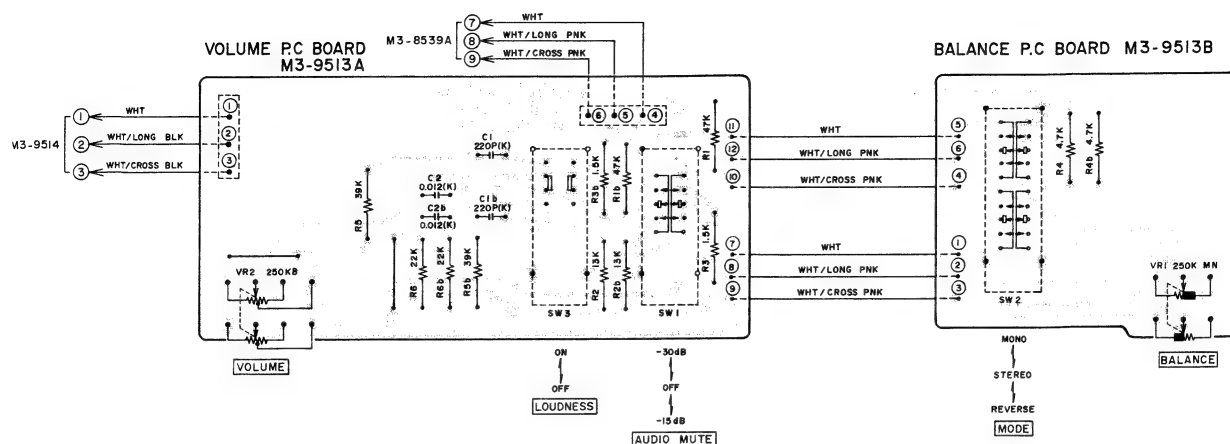 VOLUME P.C BOARD
M3-9513A
M3-8539A
7 WHT
8 WHT/LONG PNK
9 WHT/CROSS PNK
BALANCE P.C BOARD M3-9513B
M3-9514
1 WHT 1
2 WHT/LONG BLK 2
3 WHT/CROSS BLK 3
6 5 4
C1
220P(K)
C2
0.012(K)
C2b
0.012(K)
C1b
220P(K)
R5 39K
R6 22K
R6b 22K
R5b 39K
R3b 1.5K
R1b 47K
R1 47K
R2 13K
R2b 13K
R3 1.5K
SW3
SW1
VR2 250KB
VOLUME
ON
OFF
LOUDNESS
-30dB
OFF
-15dB
AUDIO MUTE
11 WHT 5
12 WHT/LONG PNK 6
10 WHT/CROSS PNK 4
7 WHT 1
8 WHT/LONG PNK 2
9 WHT/CROSS PNK 3
R4 4.7K
R4b 4.7K
SW2
MONO
STEREO
REVERSE
MODE
VR1 250K MN
BALANCE